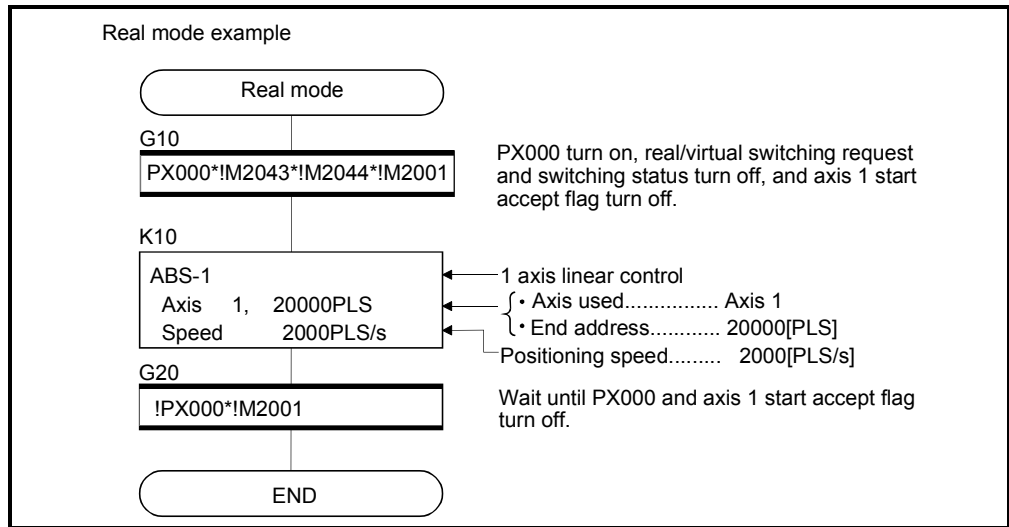 Real mode example
Real mode
G10
PX000*!M2043*!M2044*!M2001
PX000 turn on, real/virtual switching request
and switching status turn off, and axis 1 start
accept flag turn off.
K10
ABS-1
Axis 1, 20000PLS
Speed 2000PLS/s
1 axis linear control
• Axis used................ Axis 1
• End address............ 20000[PLS]
Positioning speed......... 2000[PLS/s]
G20
!PX000*!M2001
Wait until PX000 and axis 1 start accept flag
turn off.
END